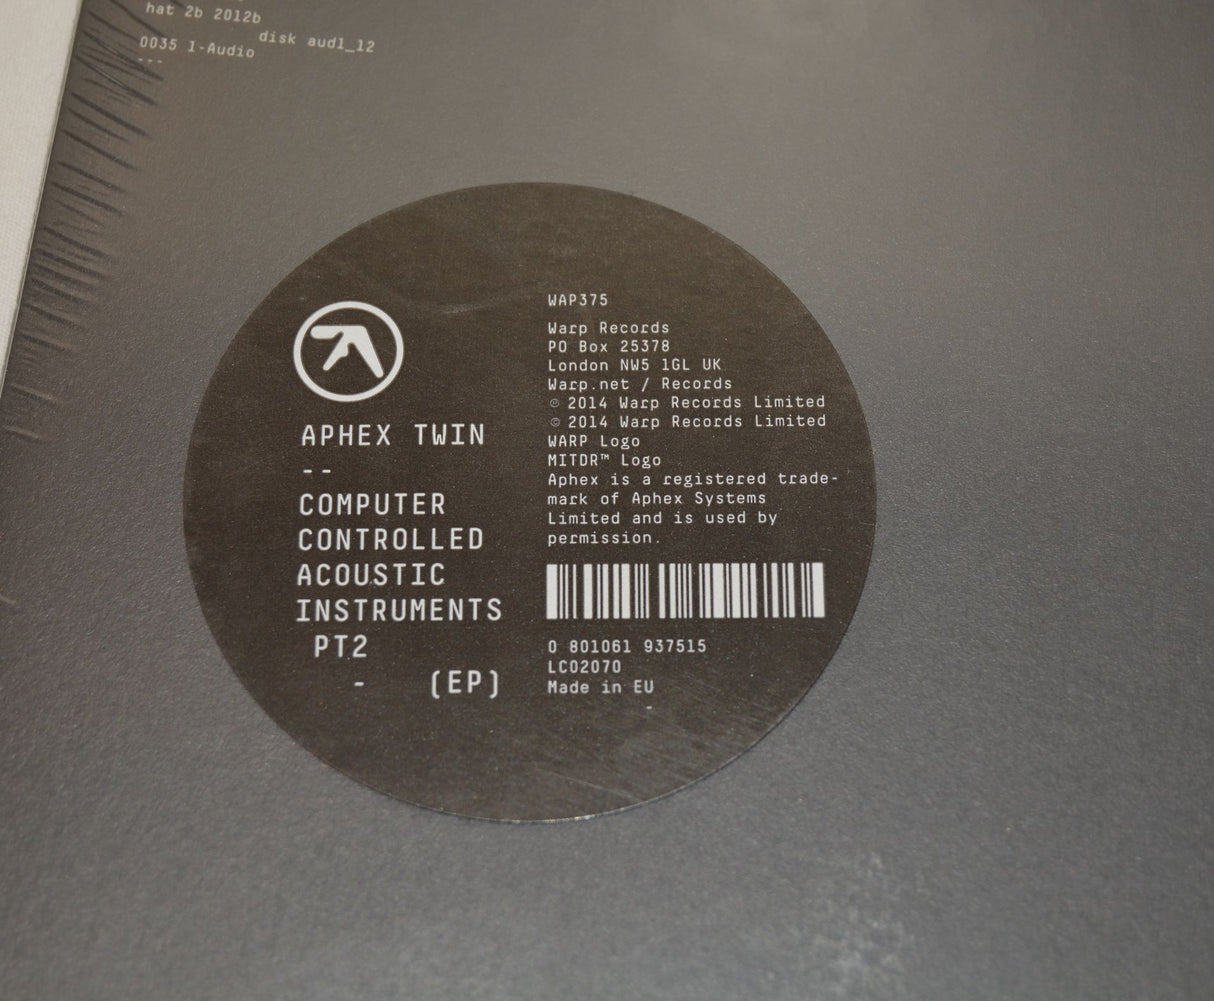 hat 2b 2012b
disk aud1_12
0035 1-Audio
---
APHEX TWIN
--
COMPUTER
CONTROLLED
ACOUSTIC
INSTRUMENTS
PT2
- (EP)
WAP375
Warp Records
PO Box 25378
London NW5 1GL UK
Warp.net / Records
℗ 2014 Warp Records Limited
© 2014 Warp Records Limited
WARP Logo
MITDR™ Logo
Aphex is a registered trade-
mark of Aphex Systems
Limited and is used by
permission.
0 801061 937515
LC02070
Made in EU